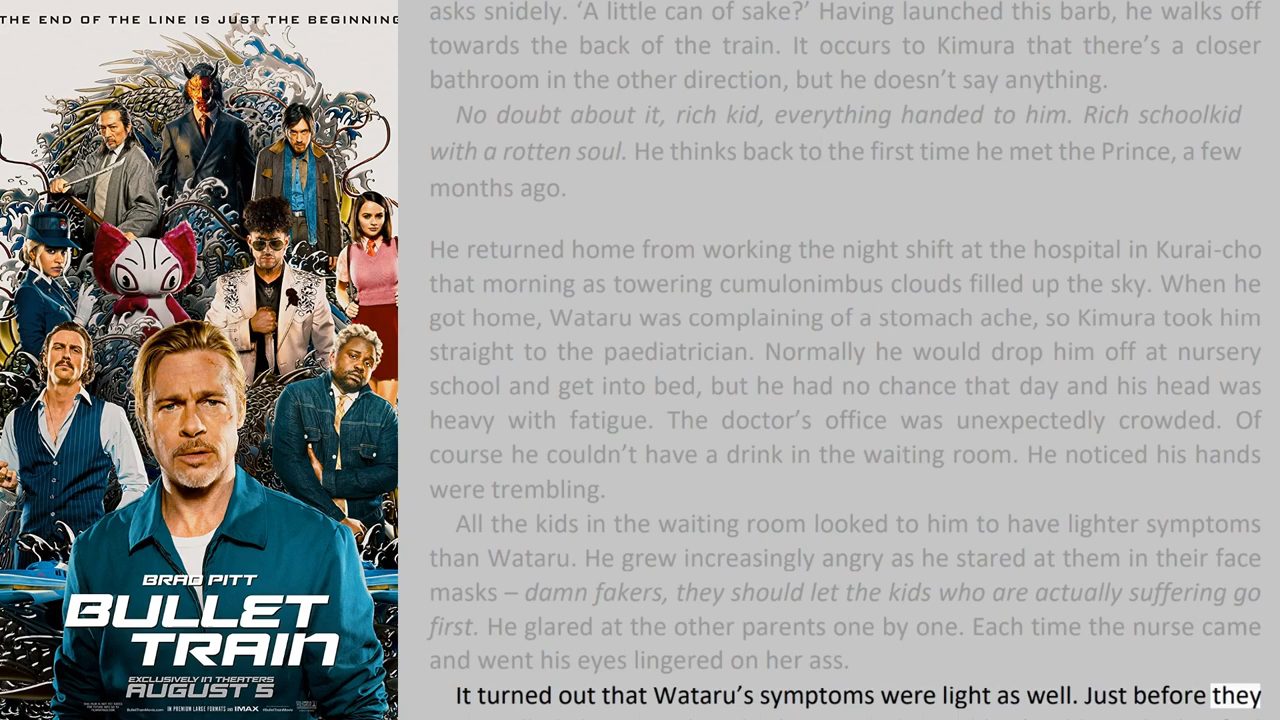 THE END OF THE LINE IS JUST THE BEGINNING
BRAD PITT
BULLET
TRAIN
EXCLUSIVELY IN THEATERS
AUGUST 5
IN PREMIUM LARGE FORMATS AND IMAX
asks snidely. ‘A little can of sake?’ Having launched this barb, he walks off
towards the back of the train. It occurs to Kimura that there’s a closer
bathroom in the other direction, but he doesn’t say anything.
No doubt about it, rich kid, everything handed to him. Rich schoolkid
with a rotten soul. He thinks back to the first time he met the Prince, a few
months ago.
He returned home from working the night shift at the hospital in Kurai-cho
that morning as towering cumulonimbus clouds filled up the sky. When he
got home, Wataru was complaining of a stomach ache, so Kimura took him
straight to the paediatrician. Normally he would drop him off at nursery
school and get into bed, but he had no chance that day and his head was
heavy with fatigue. The doctor’s office was unexpectedly crowded. Of
course he couldn’t have a drink in the waiting room. He noticed his hands
were trembling.
All the kids in the waiting room looked to him to have lighter symptoms
than Wataru. He grew increasingly angry as he stared at them in their face
masks – damn fakers, they should let the kids who are actually suffering go
first. He glared at the other parents one by one. Each time the nurse came
and went his eyes lingered on her ass.
It turned out that Wataru’s symptoms were light as well. Just before they